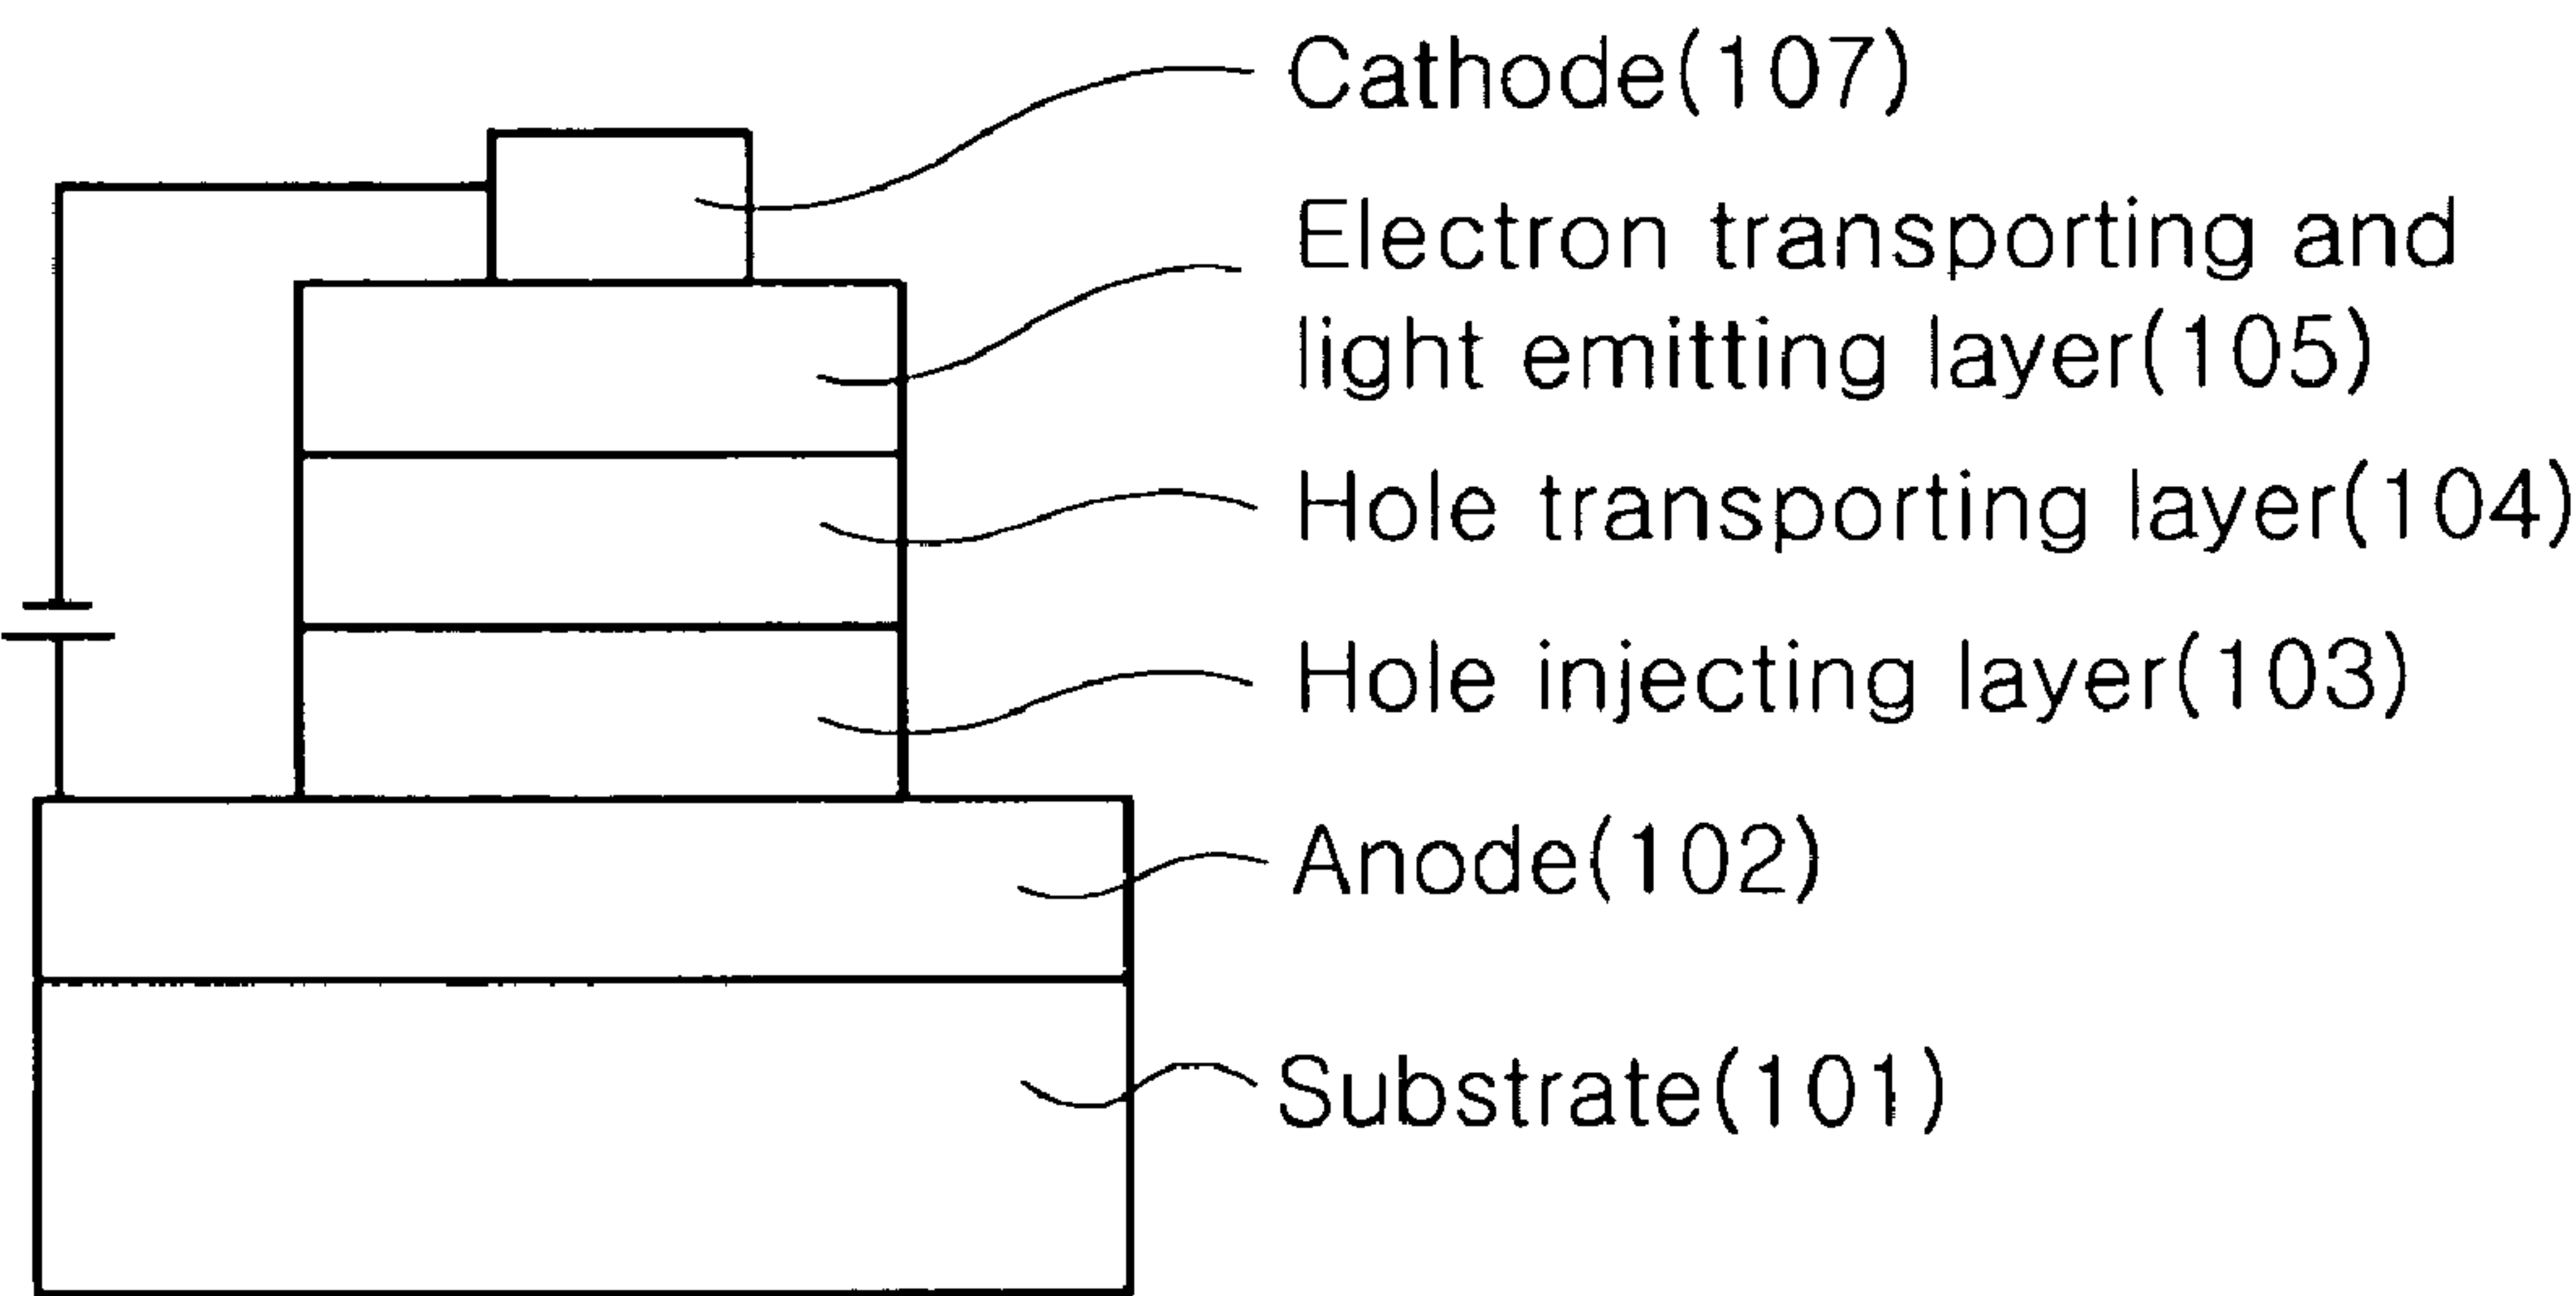 Cathode(107)
Electron transporting and
light emitting layer(105)
Hole transporting layer(104)
Hole injecting layer(103)
Anode(102)
Substrate(101)